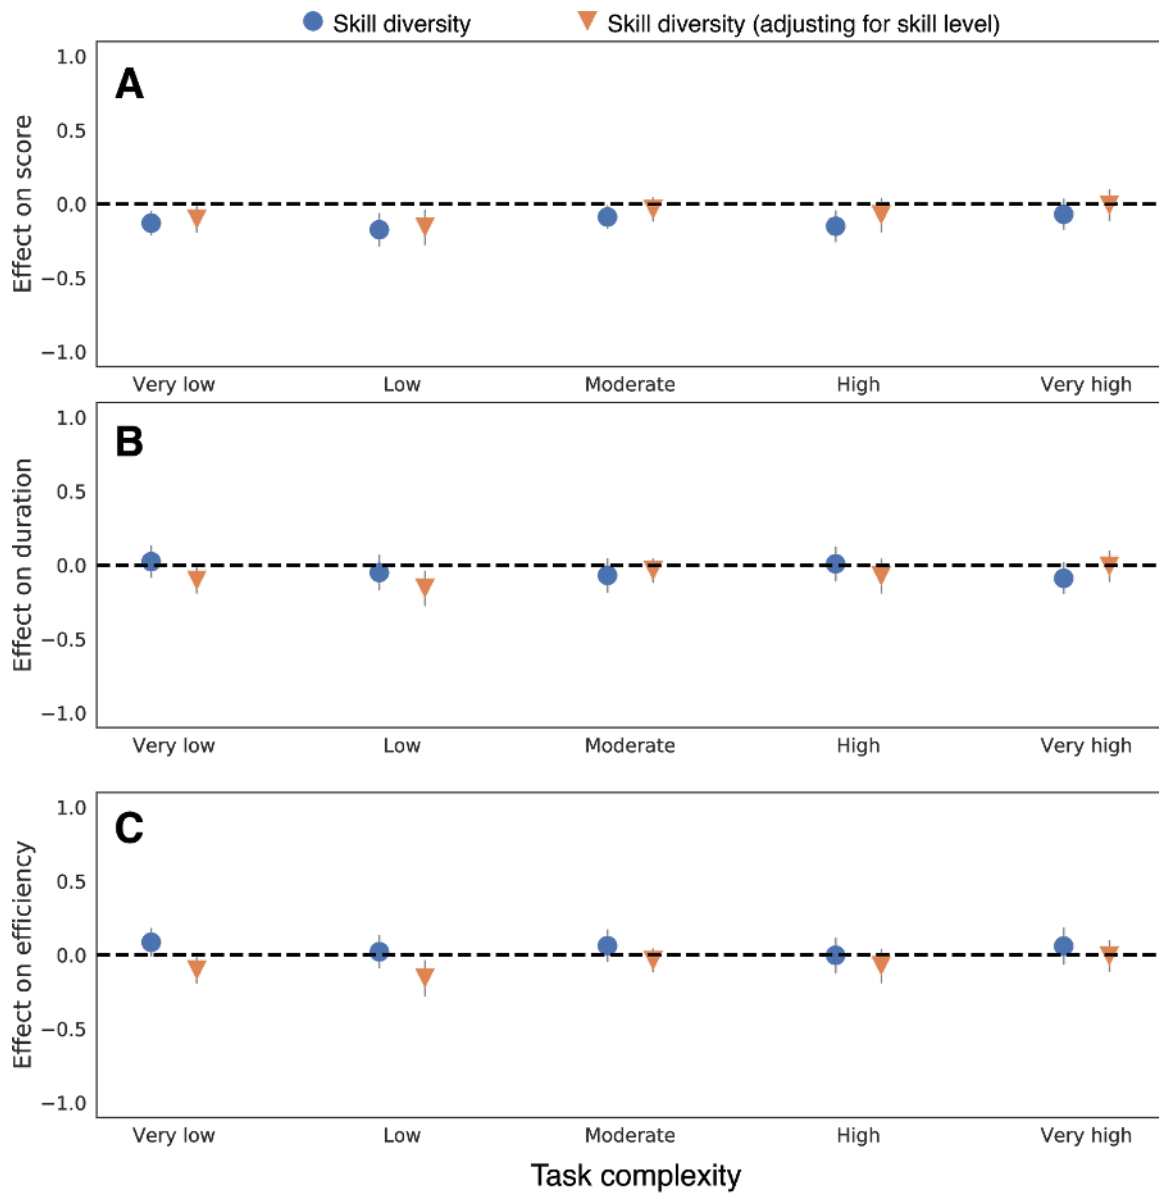 Skill diversity Skill diversity (adjusting for skill level)
A
Effect on score
1.0
0.5
0.0
−0.5
−1.0
Very low Low Moderate High Very high
B
Effect on duration
1.0
0.5
0.0
−0.5
−1.0
Very low Low Moderate High Very high
C
Effect on efficiency
1.0
0.5
0.0
−0.5
−1.0
Very low Low Moderate High Very high
Task complexity